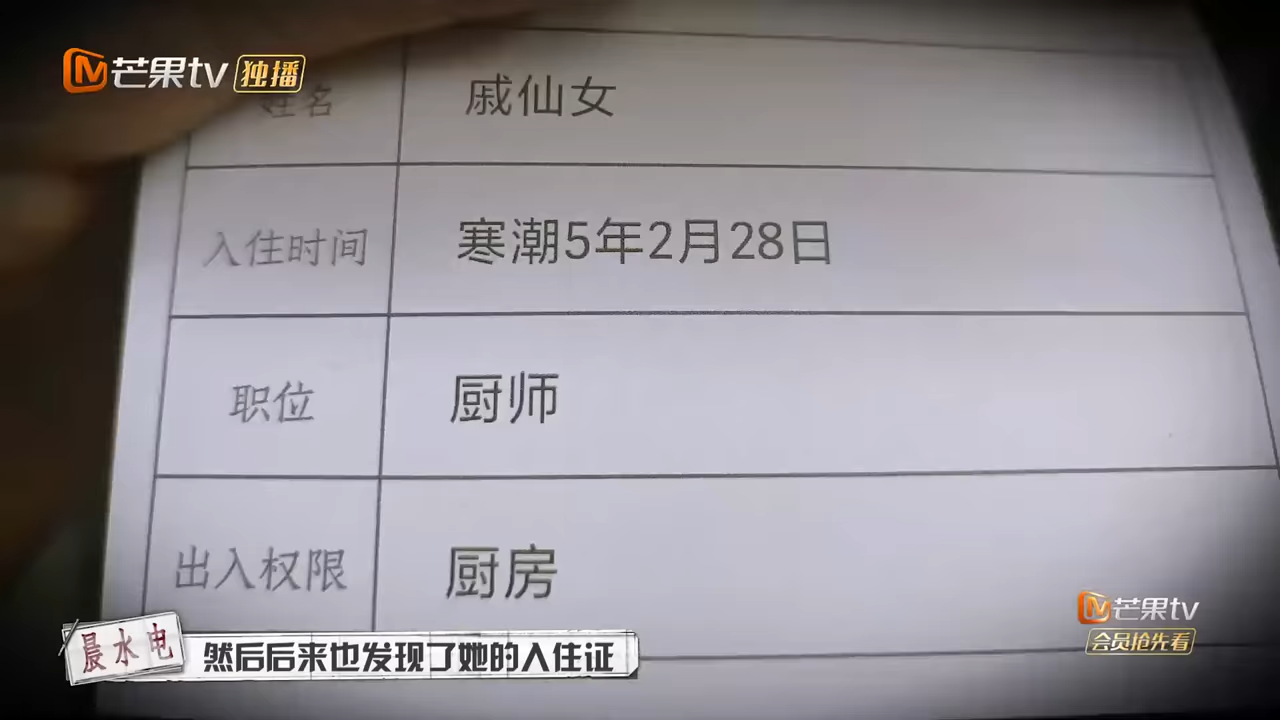 芒果tv 独播
姓名 戚仙女
入住时间 寒潮5年2月28日
职位 厨师
出入权限 厨房
芒果tv
会员抢先看
晨水电 然后后来也发现了她的入住证